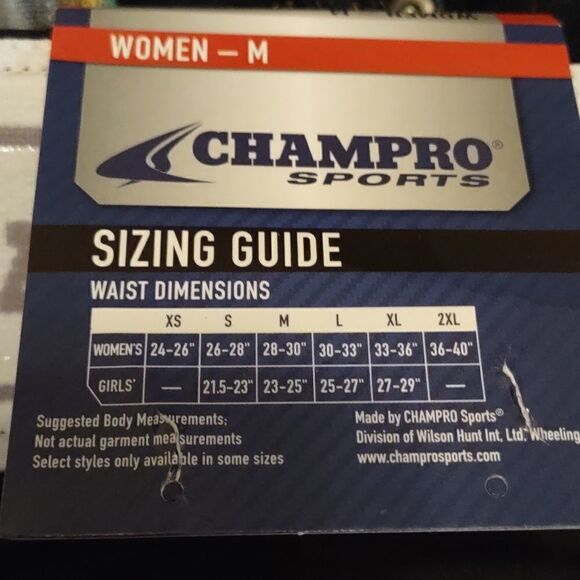 WOMEN – M
CHAMPRO®
SPORTS
SIZING GUIDE
WAIST DIMENSIONS
XS S M L XL 2XL
WOMEN'S 24-26" 26-28" 28-30" 30-33" 33-36" 36-40"
GIRLS' — 21.5-23" 23-25" 25-27" 27-29" —
Suggested Body Measurements;
Not actual garment measurements
Select styles only available in some sizes
Made by CHAMPRO Sports®
Division of Wilson Hunt Int, Ltd. Wheeling
www.champrosports.com